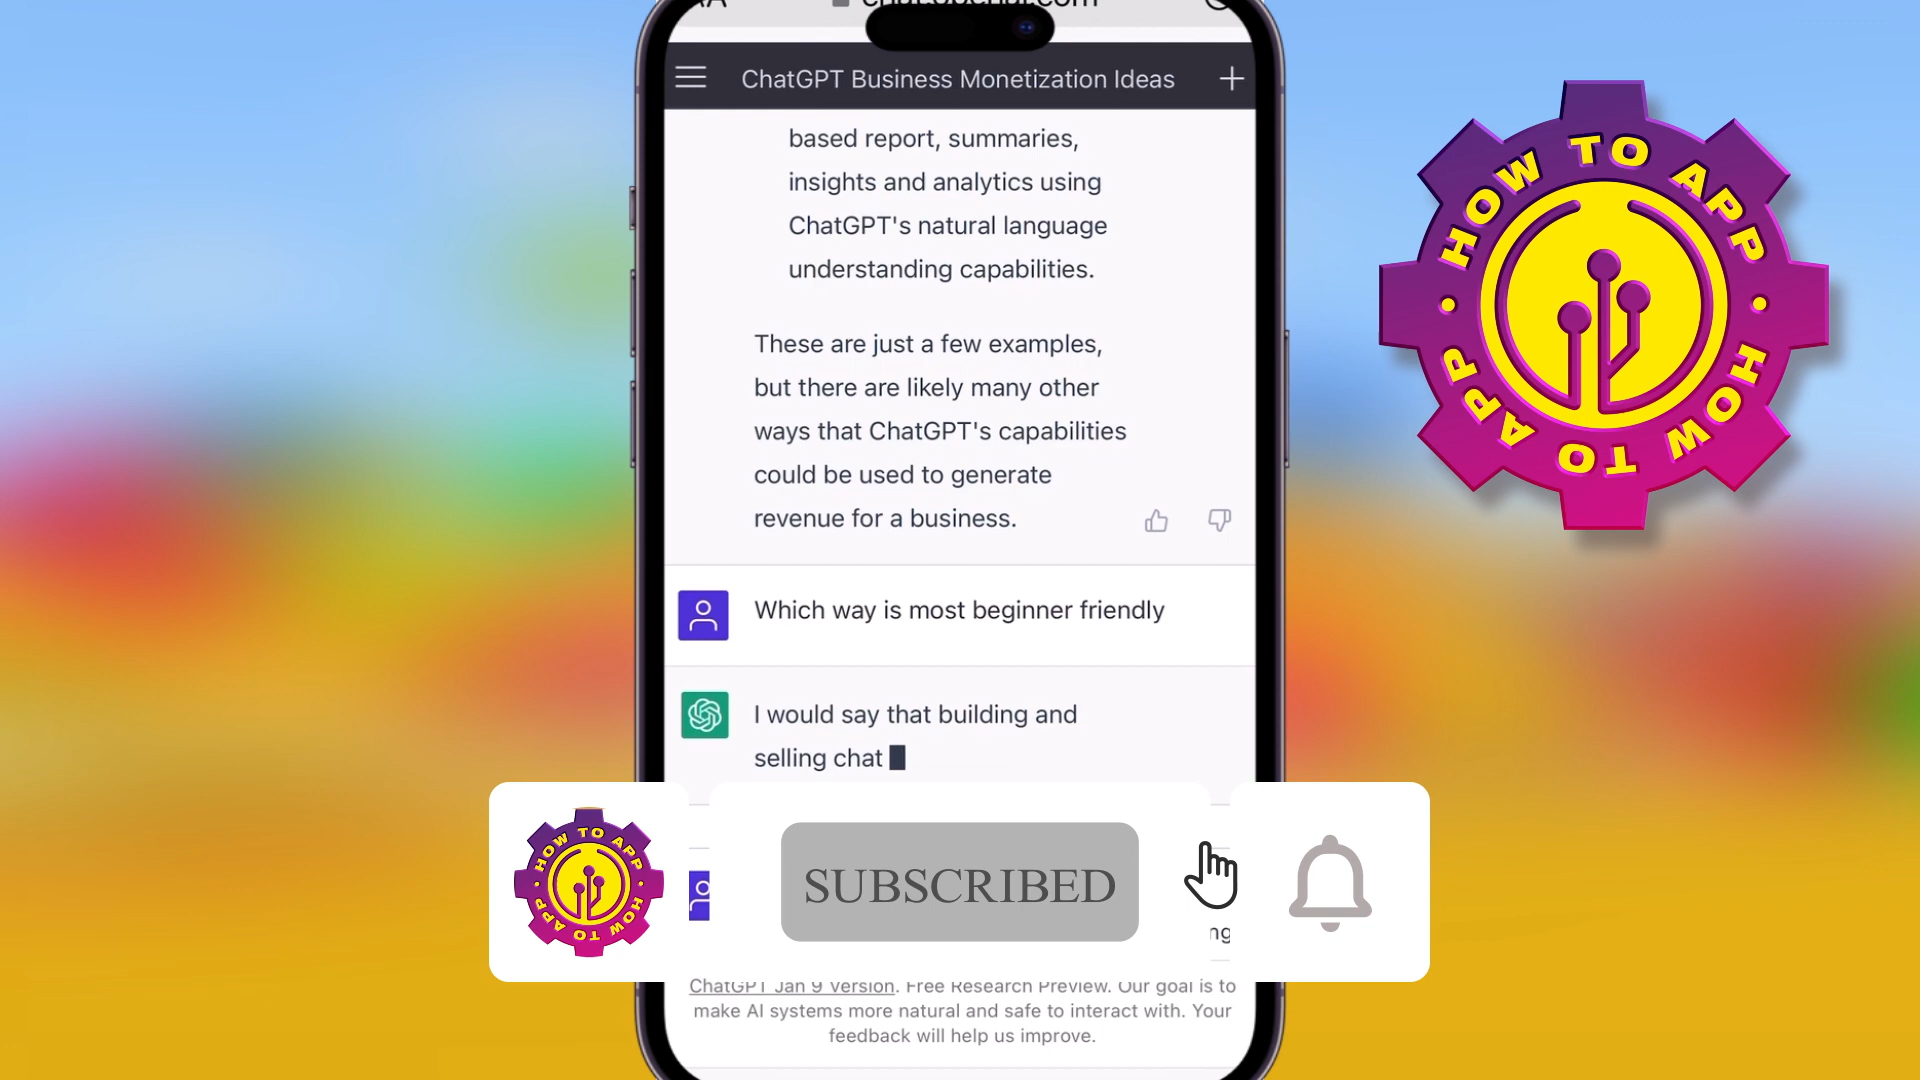 ChatGPT Business Monetization Ideas
based report, summaries,
insights and analytics using
ChatGPT's natural language
understanding capabilities.
These are just a few examples,
but there are likely many other
ways that ChatGPT's capabilities
could be used to generate
revenue for a business.
Which way is most beginner friendly
I would say that building and
selling chat
HOW TO APP
HOW TO APP
HOW TO APP
HOW TO APP
SUBSCRIBED
ng
ChatGPT Jan 9 Version. Free Research Preview. Our goal is to
make AI systems more natural and safe to interact with. Your
feedback will help us improve.